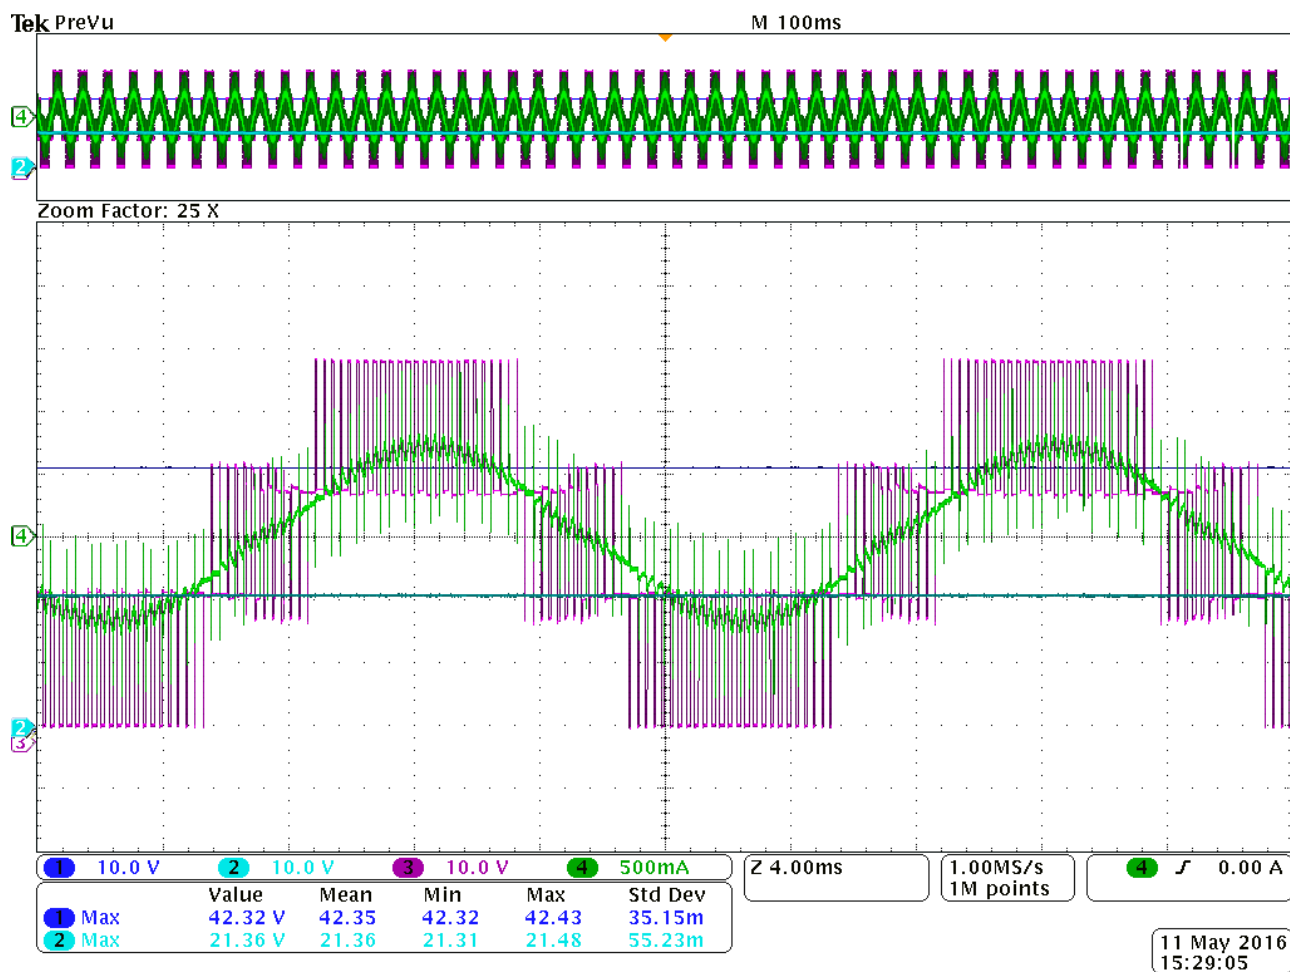 Tek PreVu M 100ms
4
2
Zoom Factor: 25 X
4
2
3
1 10.0 V 2 10.0 V 3 10.0 V 4 500mA Z 4.00ms 1.00MS/s 4 0.00 A
1M points
Value Mean Min Max Std Dev
1 Max 42.32 V 42.35 42.32 42.43 35.15m
2 Max 21.36 V 21.36 21.31 21.48 55.23m
11 May 2016
15:29:05